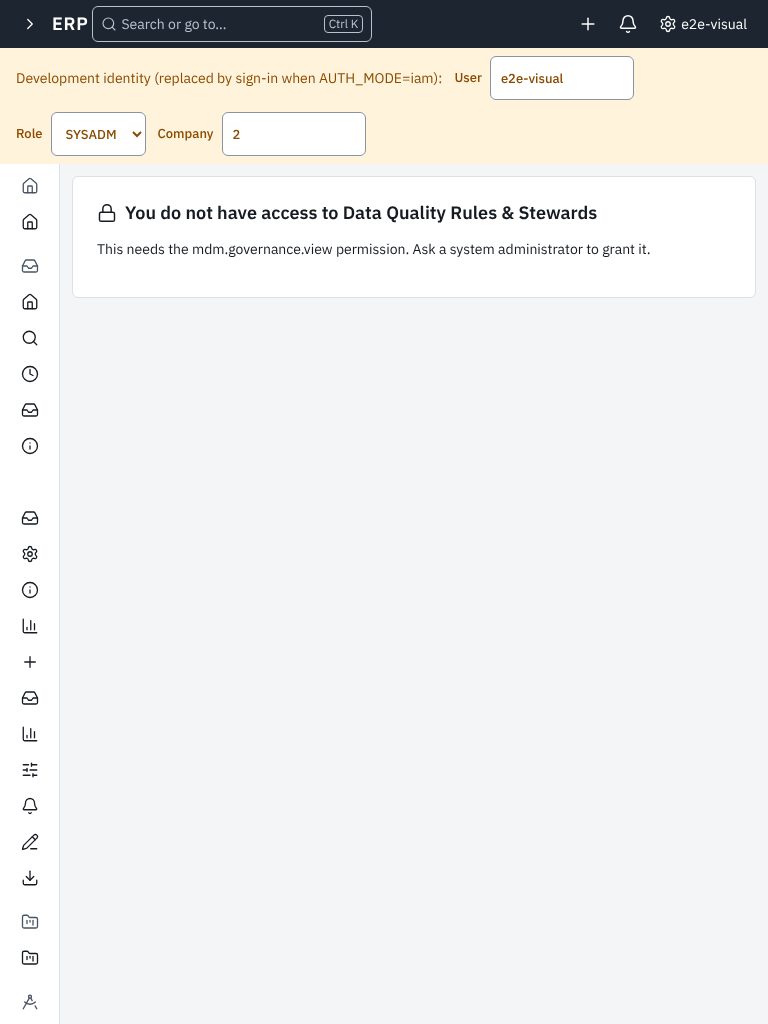 ERP Search or go to... Ctrl K e2e-visual
Development identity (replaced by sign-in when AUTH_MODE=iam): User e2e-visual
Role SYSADM Company 2
You do not have access to Data Quality Rules & Stewards
This needs the mdm.governance.view permission. Ask a system administrator to grant it.